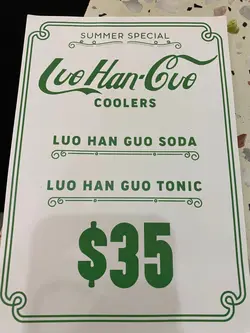 SUMMER SPECIAL
Luo Han-Guo
COOLERS
LUO HAN GUO SODA
LUO HAN GUO TONIC
$35